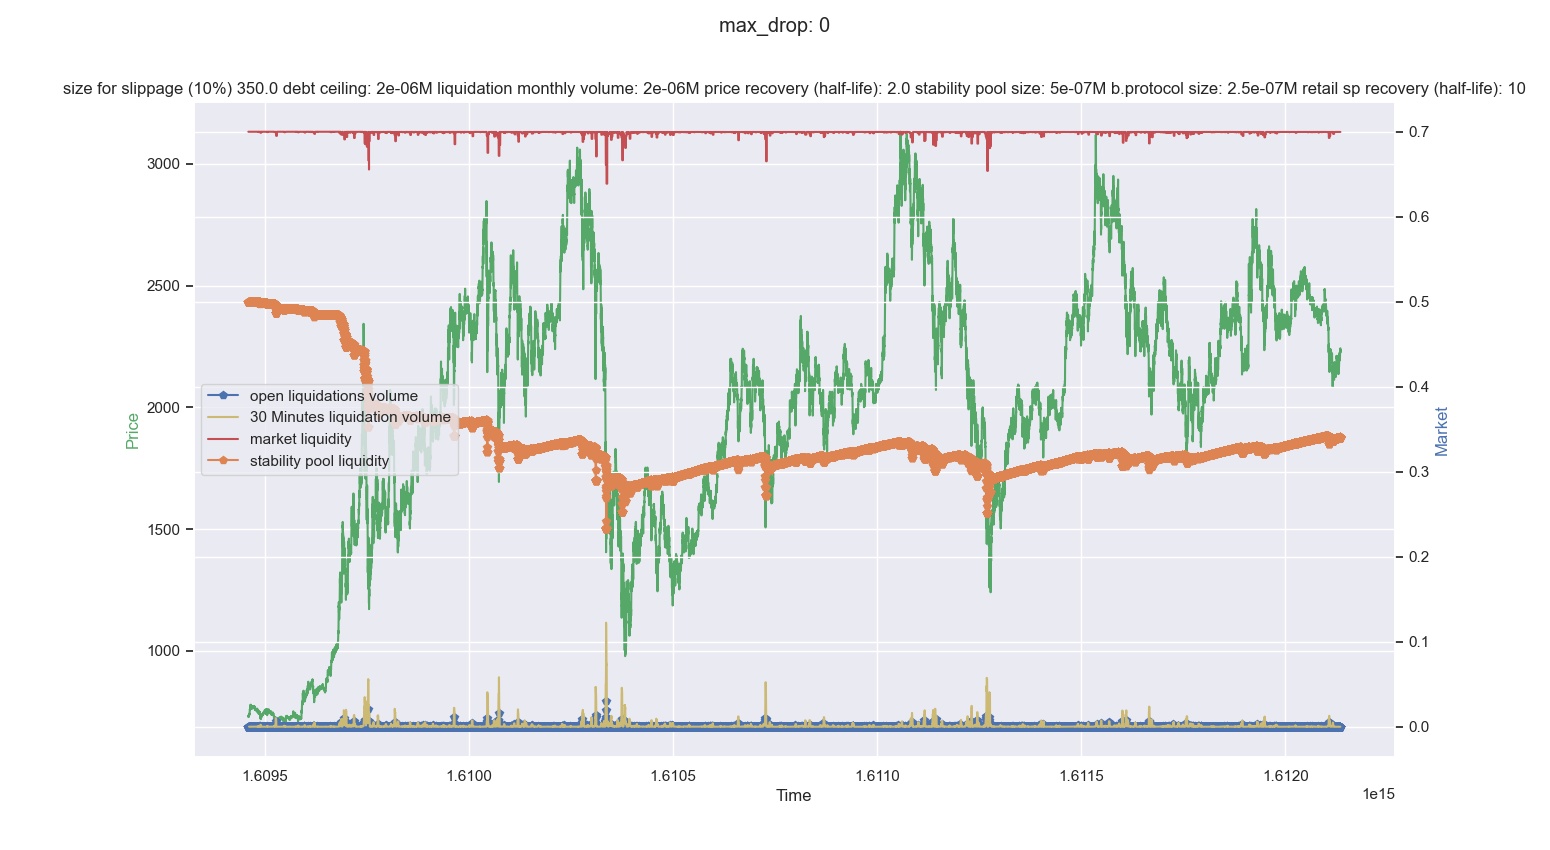 max_drop: 0
size for slippage (10%) 350.0 debt ceiling: 2e-06M liquidation monthly volume: 2e-06M price recovery (half-life): 2.0 stability pool size: 5e-07M b.protocol size: 2.5e-07M retail sp recovery (half-life): 10
3000
2500
2000
1500
1000
Price
open liquidations volume
30 Minutes liquidation volume
market liquidity
stability pool liquidity
0.7
0.6
0.5
0.4
0.3
0.2
0.1
0.0
Market
1.6095 1.6100 1.6105 1.6110 1.6115 1.6120
Time
1e15